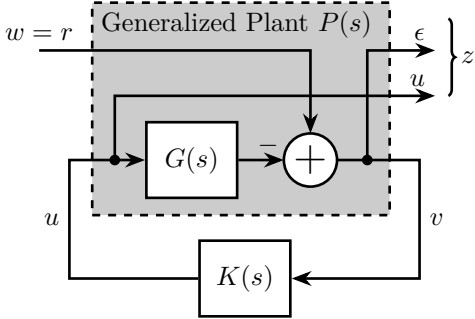 Generalized Plant P(s)
w = r
ϵ
z
u
G(s)
−
+
u
v
K(s)